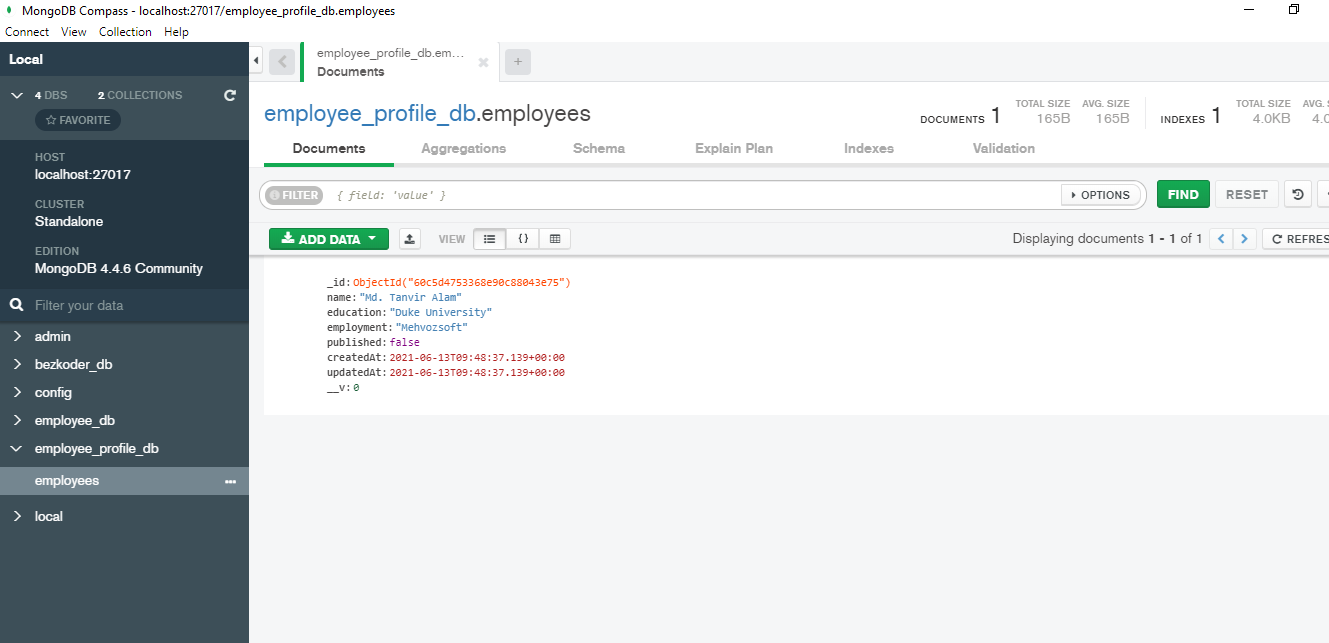 MongoDB Compass - localhost:27017/employee_profile_db.employees
Connect View Collection Help
Local
4 DBS 2 COLLECTIONS
☆ FAVORITE
HOST
localhost:27017
CLUSTER
Standalone
EDITION
MongoDB 4.4.6 Community
Filter your data
admin
bezkoder_db
config
employee_db
employee_profile_db
employees
local
employee_profile_db.em...
Documents
employee_profile_db.employees
DOCUMENTS 1
TOTAL SIZE AVG. SIZE
165B 165B
INDEXES 1
TOTAL SIZE AVG.
4.0KB 4.0
Documents Aggregations Schema Explain Plan Indexes Validation
FILTER { field: 'value' } OPTIONS FIND RESET
ADD DATA VIEW {} Displaying documents 1 - 1 of 1 REFRES
_id: ObjectId("60c5d4753368e90c88043e75")
name: "Md. Tanvir Alam"
education: "Duke University"
employment: "Mehvozsoft"
published: false
createdAt: 2021-06-13T09:48:37.139+00:00
updatedAt: 2021-06-13T09:48:37.139+00:00
__v: 0